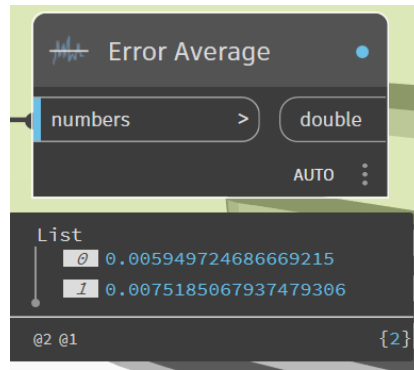 Error Average
numbers > double
AUTO
List
0 0.005949724686669215
1 0.0075185067937479306
@2 @1 {2}